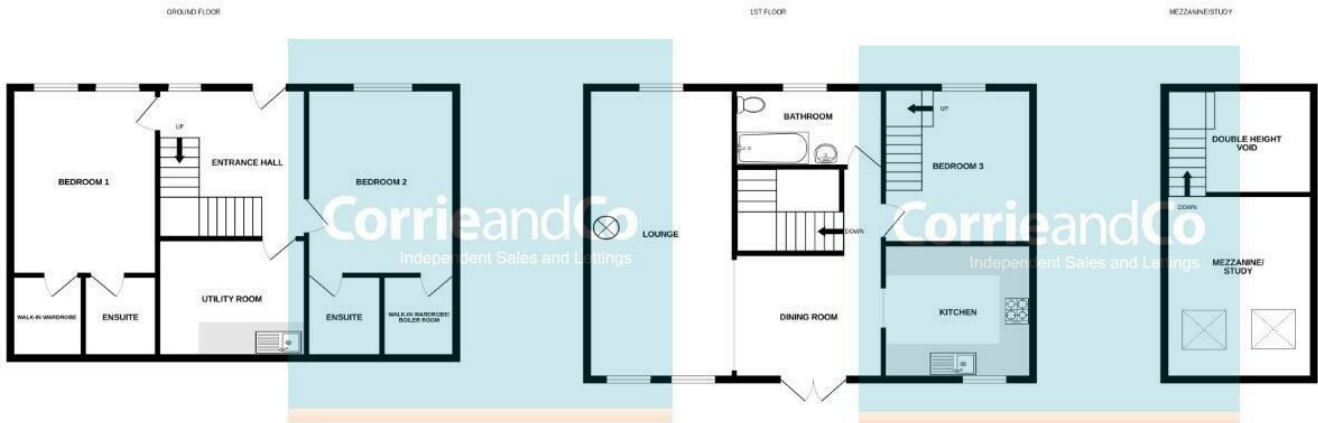 GROUND FLOOR
1ST FLOOR
MEZZANINE/STUDY
UP
ENTRANCE HALL
BEDROOM 1
BEDROOM 2
UTILITY ROOM
WALK-IN WARDROBE
ENSUITE
ENSUITE
WALK-IN WARDROBE/
BOILER ROOM
CorrieandCo
Independent Sales and Lettings
BATHROOM
UP
BEDROOM 3
LOUNGE
DOWN
DINING ROOM
KITCHEN
CorrieandCo
Independent Sales and Lettings
DOUBLE HEIGHT
VOID
DOWN
MEZZANINE/
STUDY